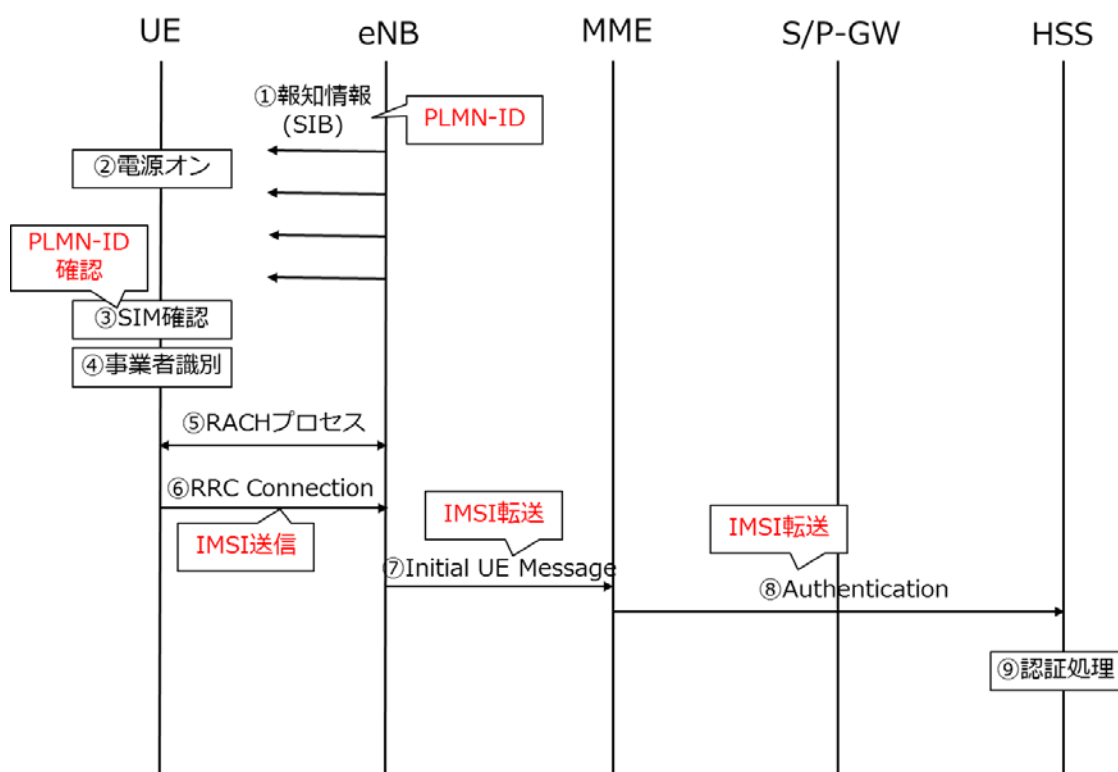 UE eNB MME S/P-GW HSS
①報知情報
(SIB)
PLMN-ID
②電源オン
PLMN-ID
確認
③SIM確認
④事業者識別
⑤RACHプロセス
⑥RRC Connection
IMSI送信
IMSI転送
⑦Initial UE Message
IMSI転送
⑧Authentication
⑨認証処理